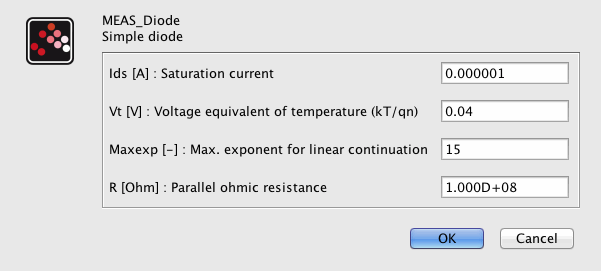 MEAS_Diode
Simple diode
Ids [A] : Saturation current 0.000001
Vt [V] : Voltage equivalent of temperature (kT/qn) 0.04
Maxexp [-] : Max. exponent for linear continuation 15
R [Ohm] : Parallel ohmic resistance 1.000D+08
OK Cancel